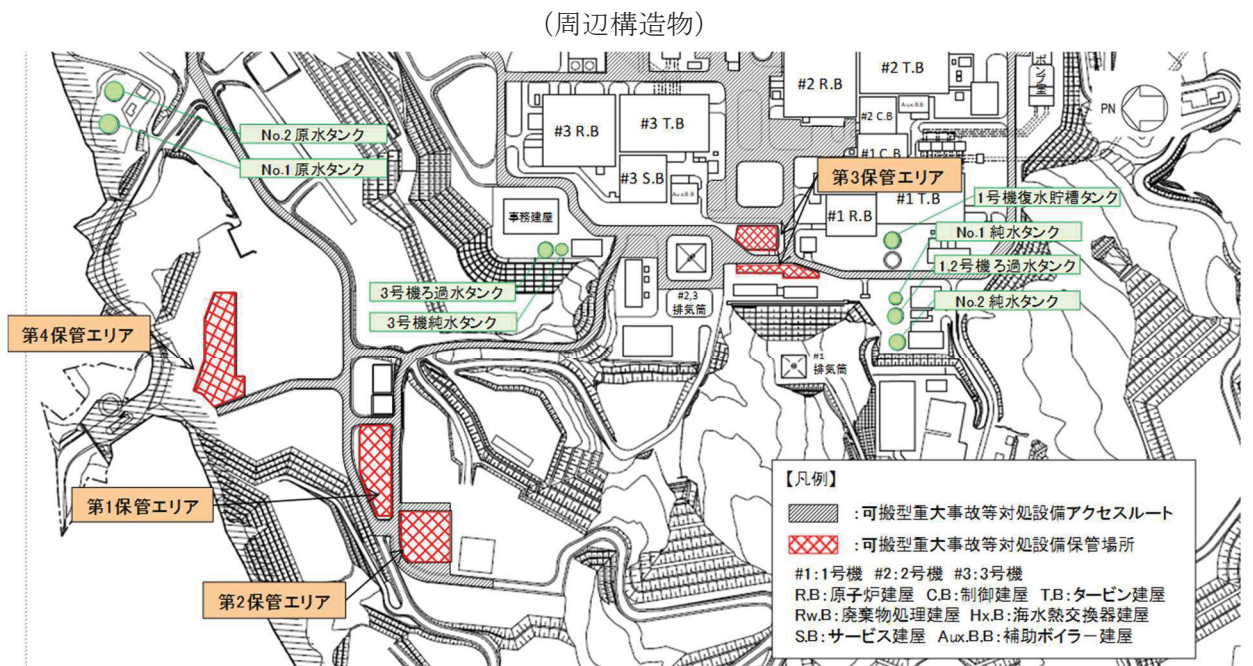 (周辺構造物)
#2 R.B
#2 T.B
Aux.B.B
#2 C.B
ポンプ室
PN
No.2 原水タンク
No.1 原水タンク
#3 R.B
#3 T.B
#3 S.B
Aux.B.B
#1 C.B
第3保管エリア
#1 R.B
#1 T.B
1号機復水貯槽タンク
No.1 純水タンク
1,2号機ろ過水タンク
No.2 純水タンク
事務建屋
3号機ろ過水タンク
3号機純水タンク
#2,3
排気筒
#1
排気筒
第4保管エリア
第1保管エリア
第2保管エリア
【凡例】
:可搬型重大事故等対処設備アクセスルート
:可搬型重大事故等対処設備保管場所
#1:1号機 #2:2号機 #3:3号機
R.B:原子炉建屋 C.B:制御建屋 T.B:タービン建屋
Rw.B:廃棄物処理建屋 Hx.B:海水熱交換器建屋
S.B:サービス建屋 Aux.B.B:補助ボイラー建屋